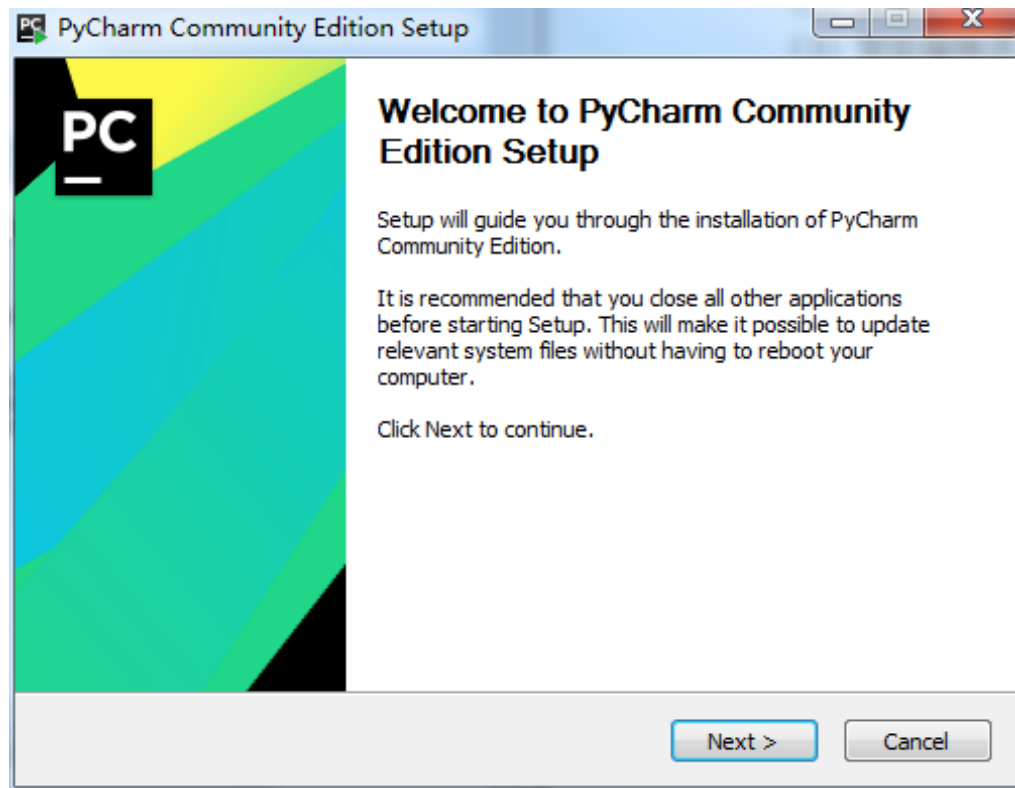 PyCharm Community Edition Setup
PC
Welcome to PyCharm Community
Edition Setup
Setup will guide you through the installation of PyCharm
Community Edition.
It is recommended that you close all other applications
before starting Setup. This will make it possible to update
relevant system files without having to reboot your
computer.
Click Next to continue.
Next >
Cancel